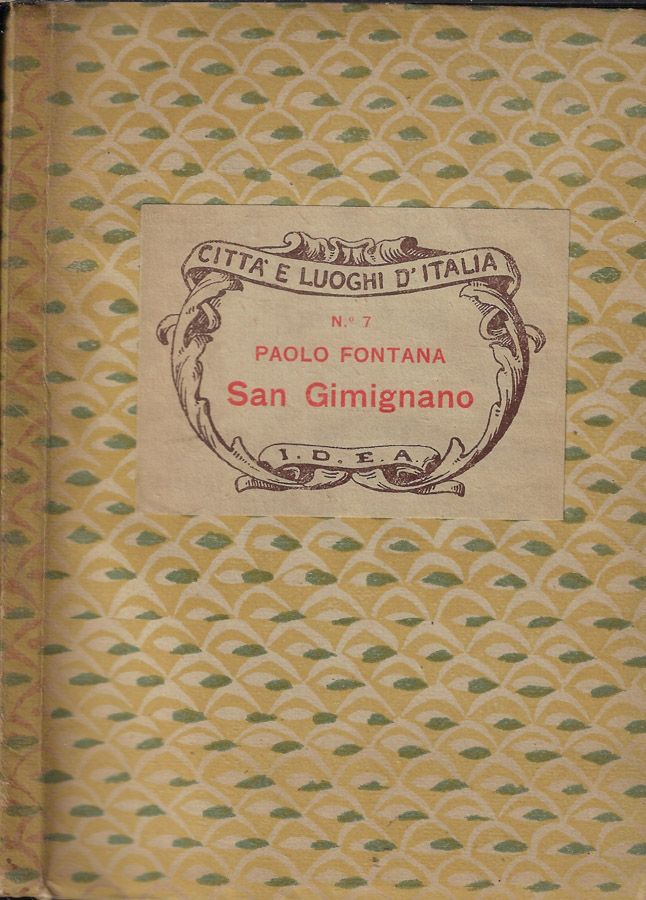 CITTA' E LUOGHI D'ITALIA
N.º 7
PAOLO FONTANA
San Gimignano
I.D.E.A.